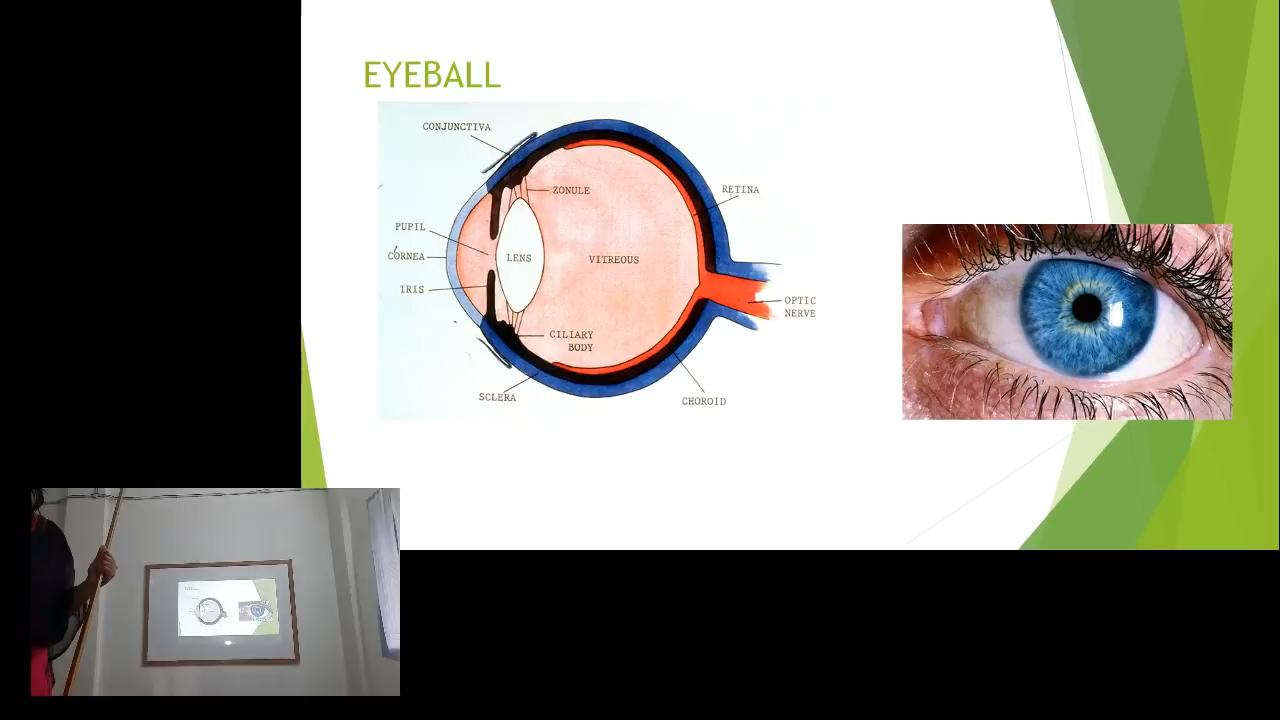 EYEBALL
CONJUNCTIVA
ZONULE
RETINA
PUPIL
CORNEA
LENS
VITREOUS
IRIS
OPTIC
NERVE
CILIARY
BODY
SCLERA
CHOROID